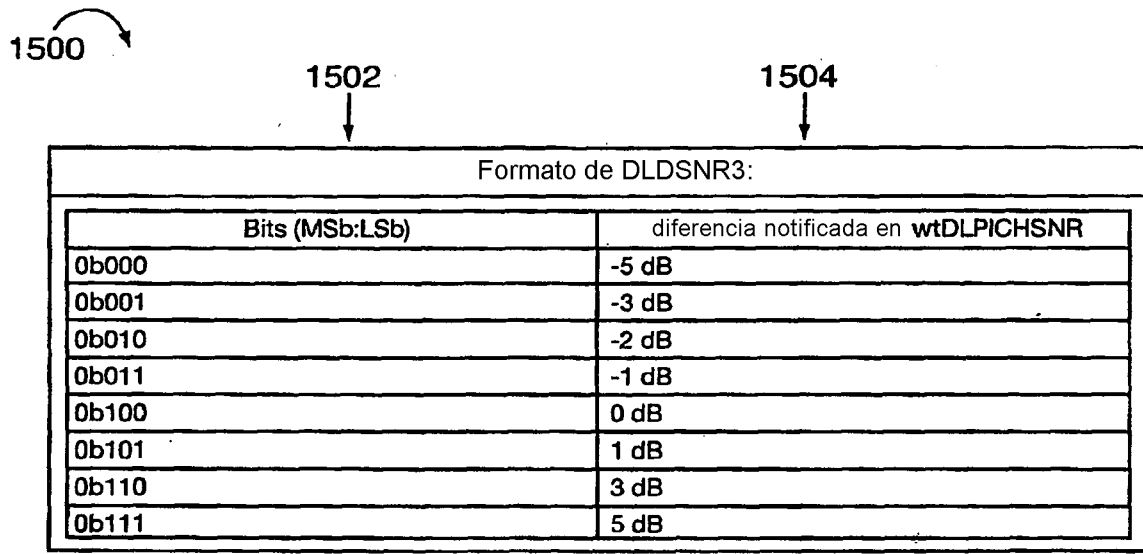 1500
1502 1504
Formato de DLDSNR3:
Bits (MSb:LSb) diferencia notificada en wtDLPICHSNR
0b000 -5 dB
0b001 -3 dB
0b010 -2 dB
0b011 -1 dB
0b100 0 dB
0b101 1 dB
0b110 3 dB
0b111 5 dB